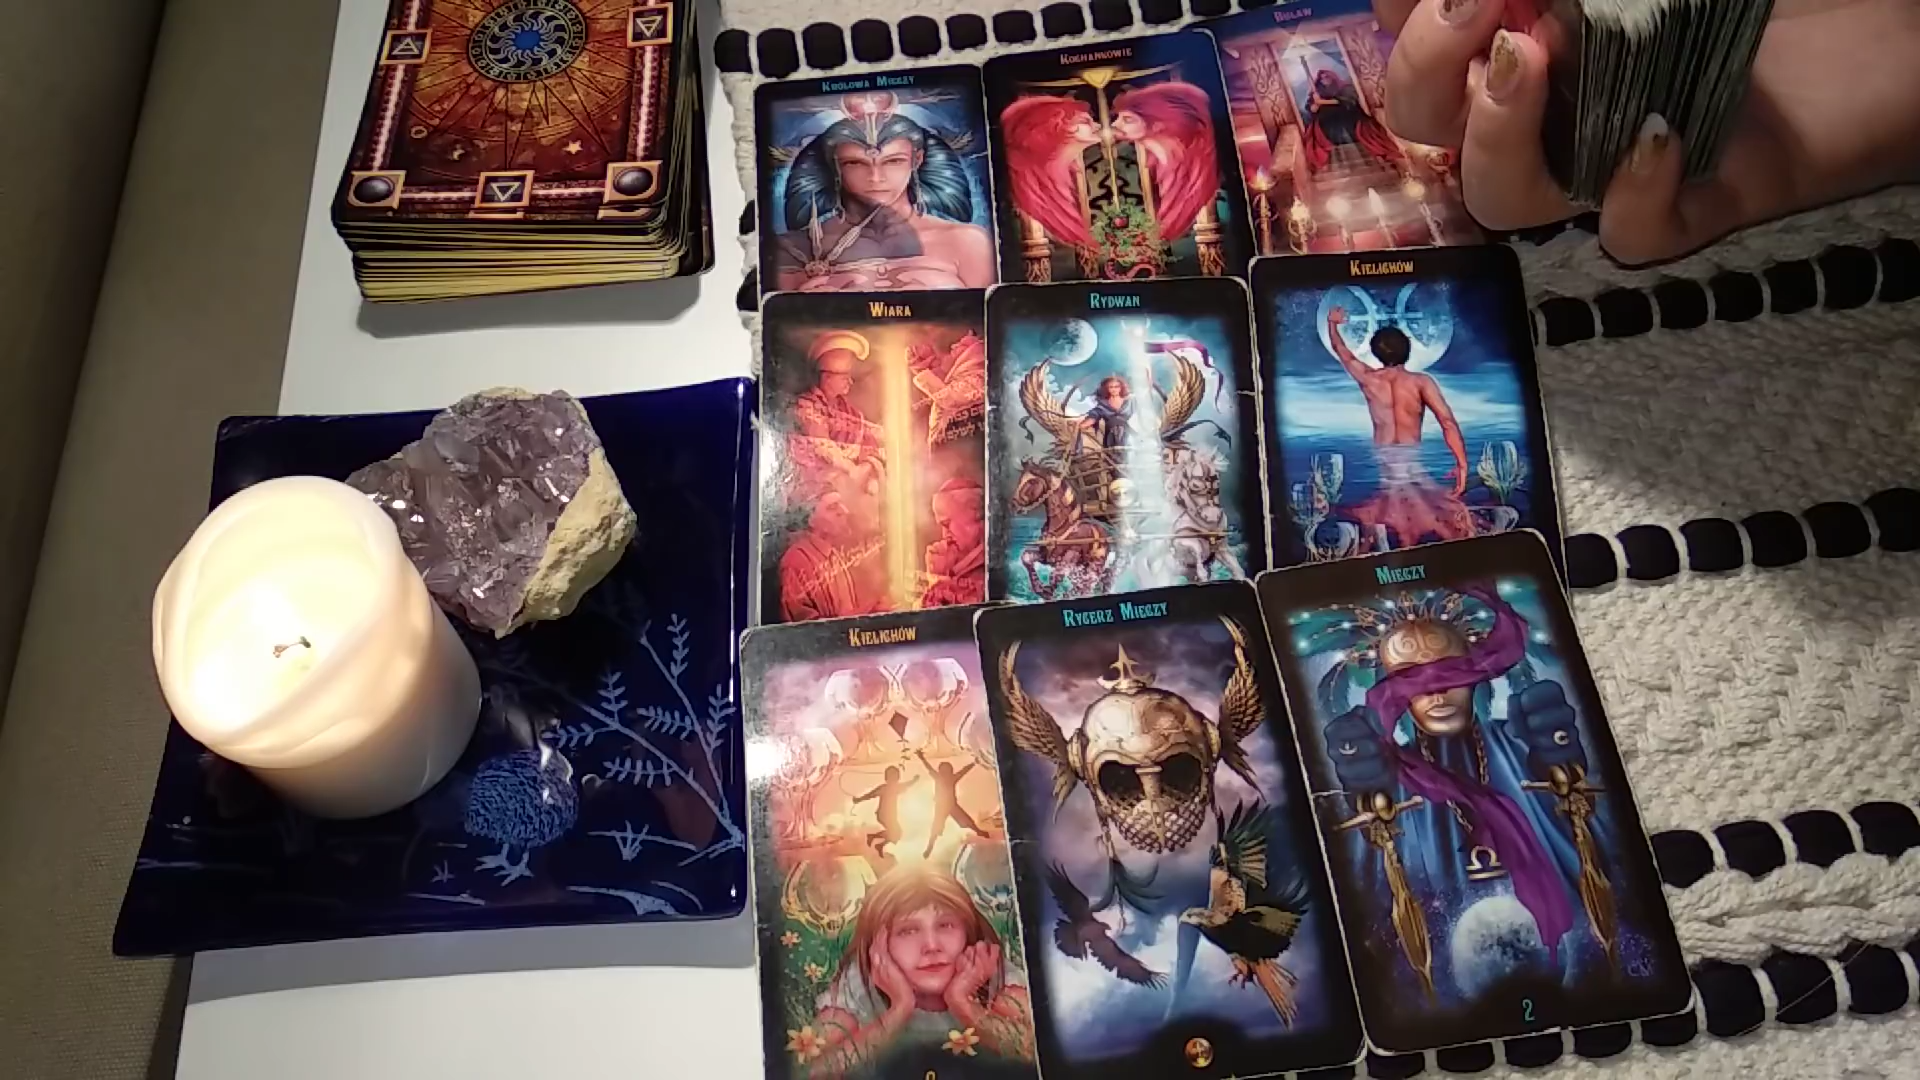 Królowa Mieczy
Kochankowie
Buław
Wiara
Rydwan
Kielichów
Kielichów
Rycerz Mieczy
Mieczy
2